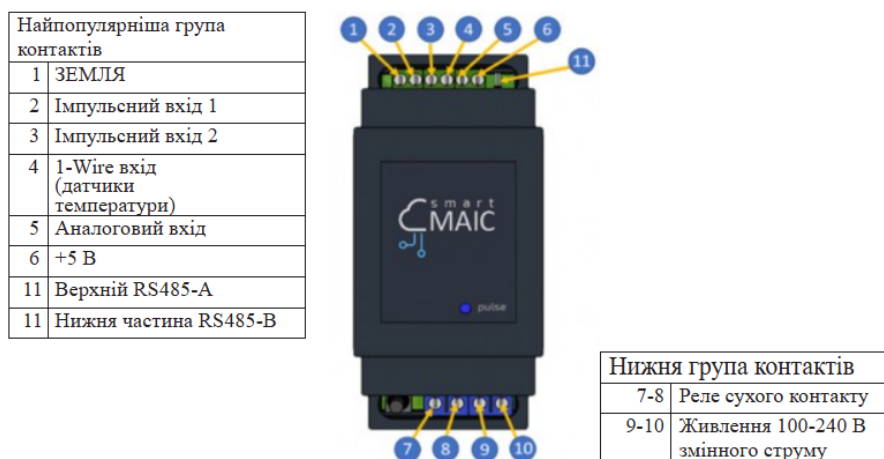 Найпопулярніша група
контактів
1 ЗЕМЛЯ
2 Імпульсний вхід 1
3 Імпульсний вхід 2
4 1-Wire вхід
(датчики
температури)
5 Аналоговий вхід
6 +5 В
11 Верхній RS485-A
11 Нижня частина RS485-B
1 2 3 4 5 6
11
smart
MAIC
pulse
7 8 9 10
Нижня група контактів
7-8 Реле сухого контакту
9-10 Живлення 100-240 В
змінного струму